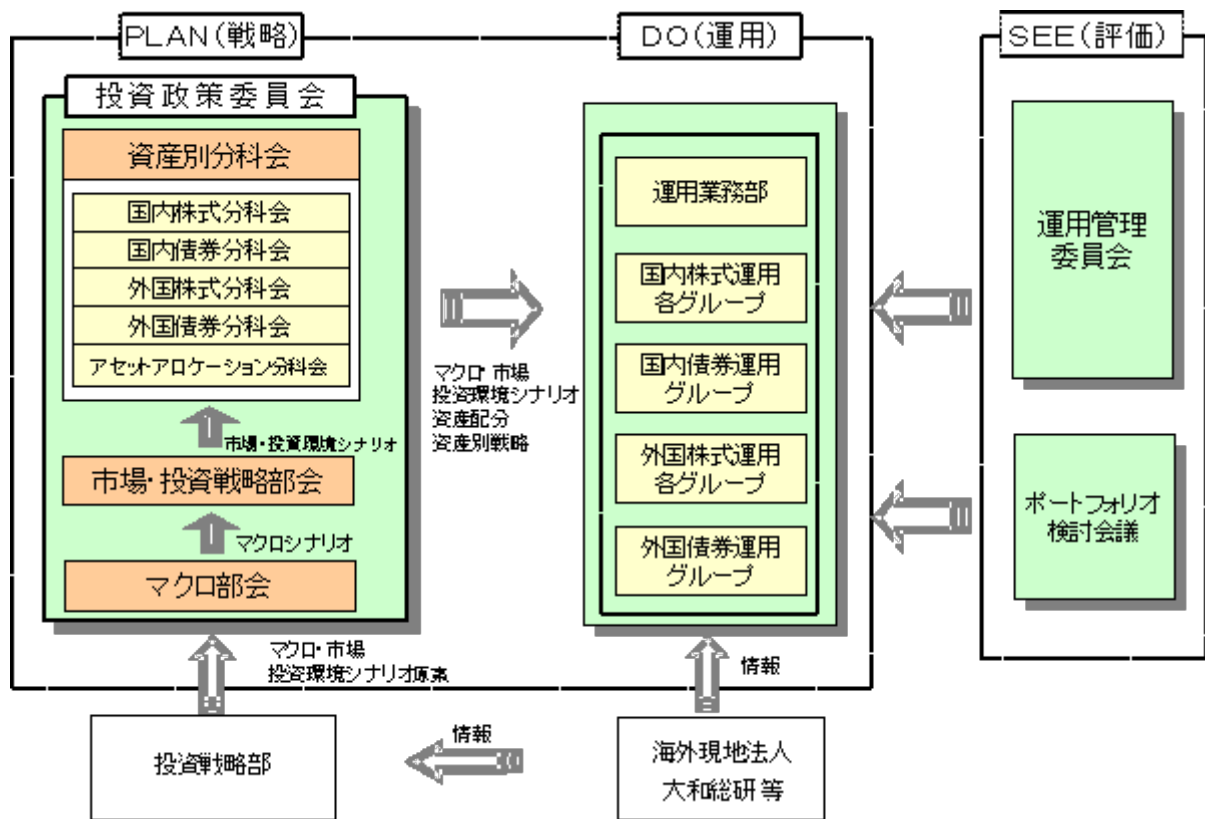 PLAN(戦略)
投資政策委員会
資産別分科会
国内株式分科会
国内債券分科会
外国株式分科会
外国債券分科会
アセットアロケーション分科会
市場・投資環境シナリオ
市場・投資戦略部会
マクロシナリオ
マクロ部会
マクロ・市場
投資環境シナリオ
資産配分
資産別戦略
DO(運用)
運用業務部
国内株式運用
各グループ
国内債券運用
グループ
外国株式運用
各グループ
外国債券運用
グループ
SEE(評価)
運用管理
委員会
ポートフォリオ
検討会議
マクロ・市場
投資環境シナリオ原案
情報
投資戦略部
情報
海外現地法人
大和総研等